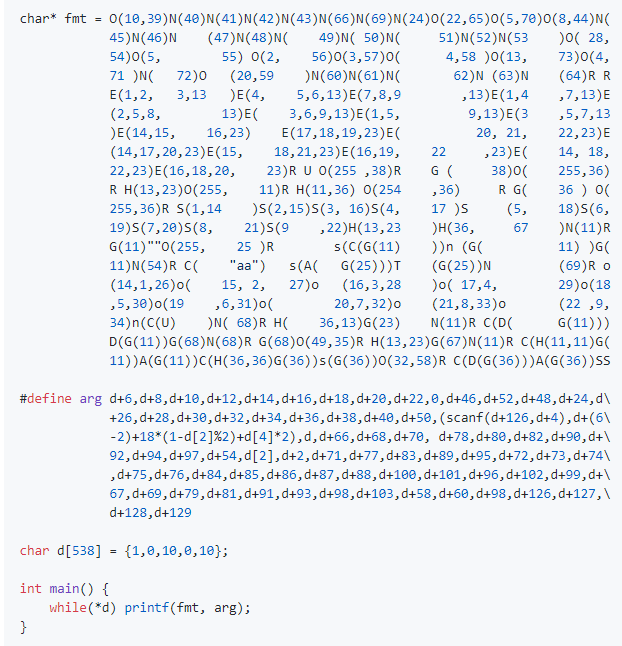 char* fmt = O(10,39)N(40)N(41)N(42)N(43)N(66)N(69)N(24)O(22,65)O(5,70)O(8,44)N(
            45)N(46)N    (47)N(48)N(    49)N( 50)N(     51)N(52)N(53    )O( 28,
            54)O(5,        55) O(2,    56)O(3,57)O(      4,58 )O(13,    73)O(4,
            71 )N(   72)O   (20,59    )N(60)N(61)N(       62)N (63)N    (64)R R
            E(1,2,   3,13   )E(4,    5,6,13)E(7,8,9        ,13)E(1,4    ,7,13)E
            (2,5,8,        13)E(    3,6,9,13)E(1,5,         9,13)E(3    ,5,7,13
            )E(14,15,      16,23)    E(17,18,19,23)E(          20, 21,    22,23)E
            (14,17,20,23)E(15,    18,21,23)E(16,19,    22     ,23)E(    14, 18,
            22,23)E(16,18,20,    23)R U O(255 ,38)R    G (     38)O(    255,36)
            R H(13,23)O(255,    11)R H(11,36) O(254    ,36)     R G(    36 ) O(
            255,36)R S(1,14    )S(2,15)S(3, 16)S(4,    17 )S     (5,    18)S(6,
            19)S(7,20)S(8,    21)S(9    ,22)H(13,23    )H(36,     67    )N(11)R
            G(11)""O(255,    25 )R        s(C(G(11)    ))n (G(          11) )G(
            11)N(54)R C(    "aa")   s(A(   G(25)))T    (G(25))N         (69)R o
            (14,1,26)o(    15, 2,   27)o   (16,3,28    )o( 17,4,        29)o(18
            ,5,30)o(19    ,6,31)o(        20,7,32)o    (21,8,33)o       (22 ,9,
            34)n(C(U)    )N( 68)R H(    36,13)G(23)    N(11)R C(D(      G(11)))
            D(G(11))G(68)N(68)R G(68)O(49,35)R H(13,23)G(67)N(11)R C(H(11,11)G(
            11))A(G(11))C(H(36,36)G(36))s(G(36))O(32,58)R C(D(G(36)))A(G(36))SS
#define arg d+6,d+8,d+10,d+12,d+14,d+16,d+18,d+20,d+22,0,d+46,d+52,d+48,d+24,d\
            +26,d+28,d+30,d+32,d+34,d+36,d+38,d+40,d+50,(scanf(d+126,d+4),d+(6\
            -2)+18*(1-d[2]%2)+d[4]*2),d,d+66,d+68,d+70, d+78,d+80,d+82,d+90,d+\
            92,d+94,d+97,d+54,d[2],d+2,d+71,d+77,d+83,d+89,d+95,d+72,d+73,d+74\
            ,d+75,d+76,d+84,d+85,d+86,d+87,d+88,d+100,d+101,d+96,d+102,d+99,d+\
            67,d+69,d+79,d+81,d+91,d+93,d+98,d+103,d+58,d+60,d+98,d+126,d+127,\
            d+128,d+129
char d[538] = {1,0,10,0,10};
int main() {
    while(*d) printf(fmt, arg);
}